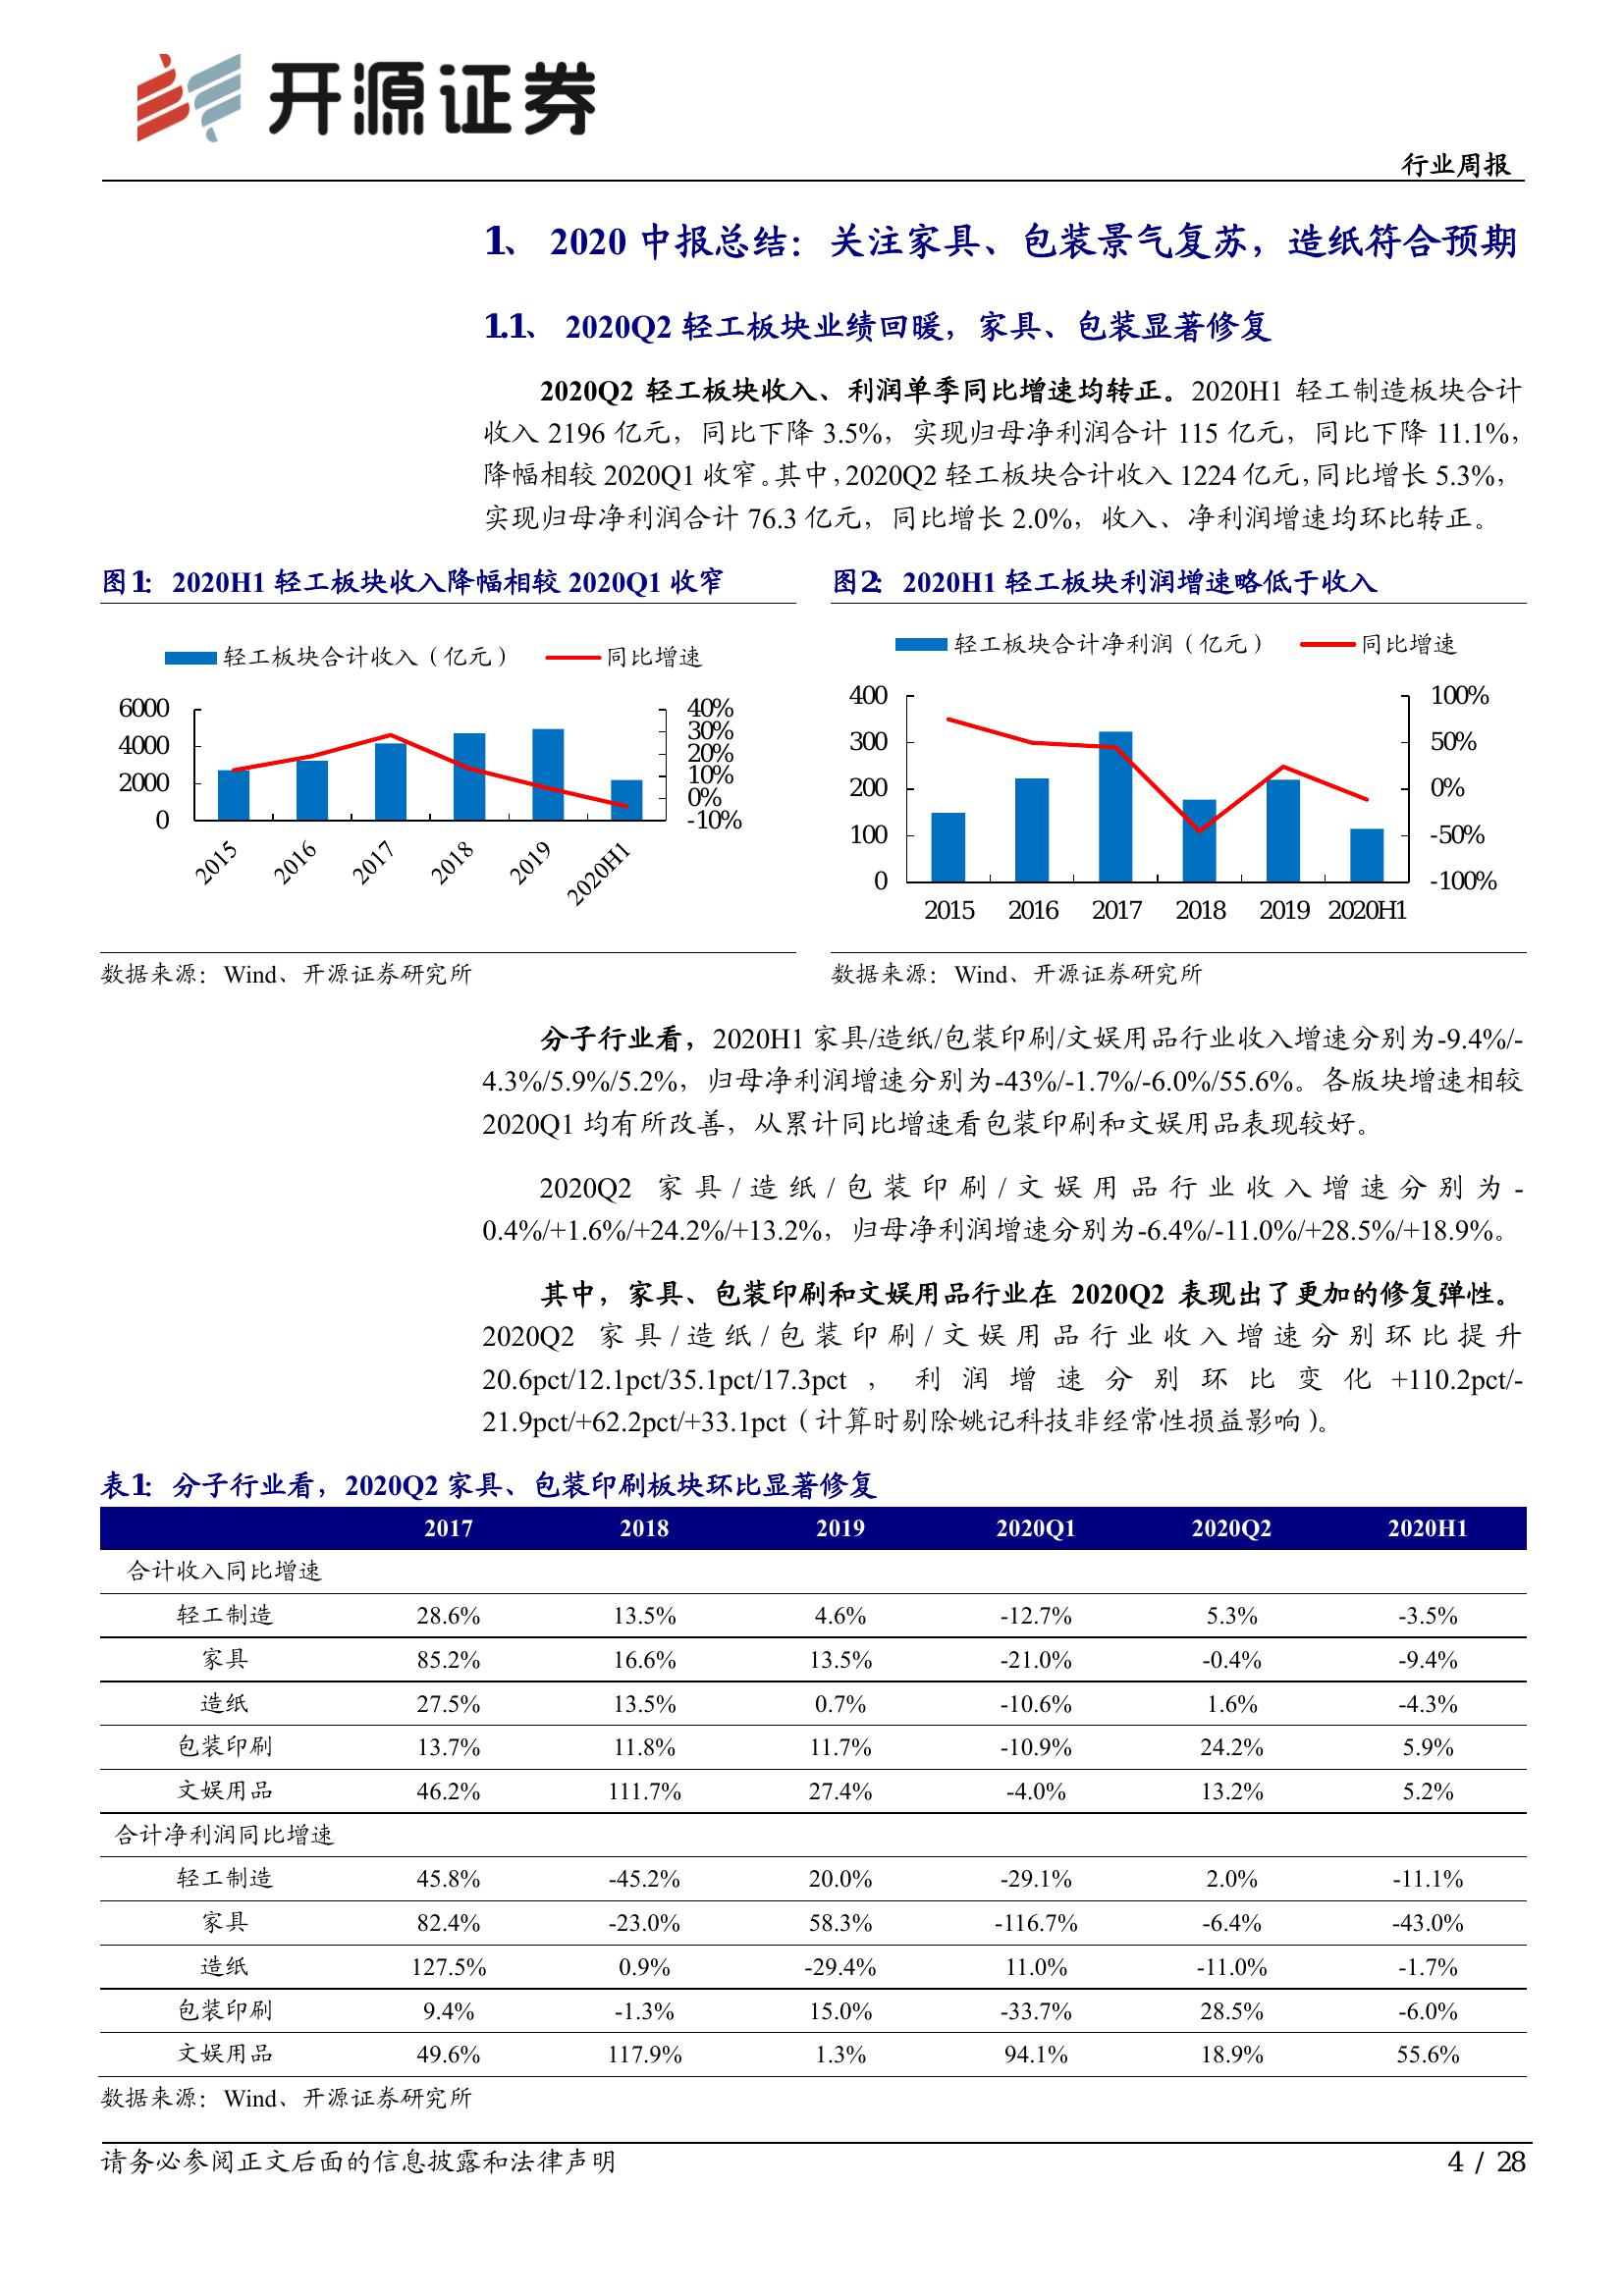 开源证券
行业周报
1、 2020 中报总结：关注家具、包装景气复苏，造纸符合预期
1.1、 2020Q2 轻工板块业绩回暖，家具、包装显著修复
2020Q2 轻工板块收入、利润单季同比增速均转正。2020H1 轻工制造板块合计
收入 2196 亿元，同比下降 3.5%，实现归母净利润合计 115 亿元，同比下降 11.1%，
降幅相较 2020Q1 收窄。其中，2020Q2 轻工板块合计收入 1224 亿元，同比增长 5.3%，
实现归母净利润合计 76.3 亿元，同比增长 2.0%，收入、净利润增速均环比转正。
图1： 2020H1 轻工板块收入降幅相较 2020Q1 收窄
轻工板块合计收入（亿元） 同比增速
6000
4000
2000
0
40%
30%
20%
10%
0%
-10%
2015 2016 2017 2018 2019 2020H1
数据来源：Wind、开源证券研究所
图2： 2020H1 轻工板块利润增速略低于收入
轻工板块合计净利润（亿元） 同比增速
400
300
200
100
0
100%
50%
0%
-50%
-100%
2015 2016 2017 2018 2019 2020H1
数据来源：Wind、开源证券研究所
分子行业看，2020H1 家具/造纸/包装印刷/文娱用品行业收入增速分别为-9.4%/-
4.3%/5.9%/5.2%，归母净利润增速分别为-43%/-1.7%/-6.0%/55.6%。各版块增速相较
2020Q1 均有所改善，从累计同比增速看包装印刷和文娱用品表现较好。
2020Q2 家具/造纸/包装印刷/文娱用品行业收入增速分别为-
0.4%/+1.6%/+24.2%/+13.2%，归母净利润增速分别为-6.4%/-11.0%/+28.5%/+18.9%。
其中，家具、包装印刷和文娱用品行业在 2020Q2 表现出了更加的修复弹性。
2020Q2 家具/造纸/包装印刷/文娱用品行业收入增速分别环比提升
20.6pct/12.1pct/35.1pct/17.3pct，利润增速分别环比变化+110.2pct/-
21.9pct/+62.2pct/+33.1pct（计算时剔除姚记科技非经常性损益影响）。
表1： 分子行业看，2020Q2 家具、包装印刷板块环比显著修复
2017 2018 2019 2020Q1 2020Q2 2020H1
合计收入同比增速
轻工制造 28.6% 13.5% 4.6% -12.7% 5.3% -3.5%
家具 85.2% 16.6% 13.5% -21.0% -0.4% -9.4%
造纸 27.5% 13.5% 0.7% -10.6% 1.6% -4.3%
包装印刷 13.7% 11.8% 11.7% -10.9% 24.2% 5.9%
文娱用品 46.2% 111.7% 27.4% -4.0% 13.2% 5.2%
合计净利润同比增速
轻工制造 45.8% -45.2% 20.0% -29.1% 2.0% -11.1%
家具 82.4% -23.0% 58.3% -116.7% -6.4% -43.0%
造纸 127.5% 0.9% -29.4% 11.0% -11.0% -1.7%
包装印刷 9.4% -1.3% 15.0% -33.7% 28.5% -6.0%
文娱用品 49.6% 117.9% 1.3% 94.1% 18.9% 55.6%
数据来源：Wind、开源证券研究所
请务必参阅正文后面的信息披露和法律声明 4 / 28